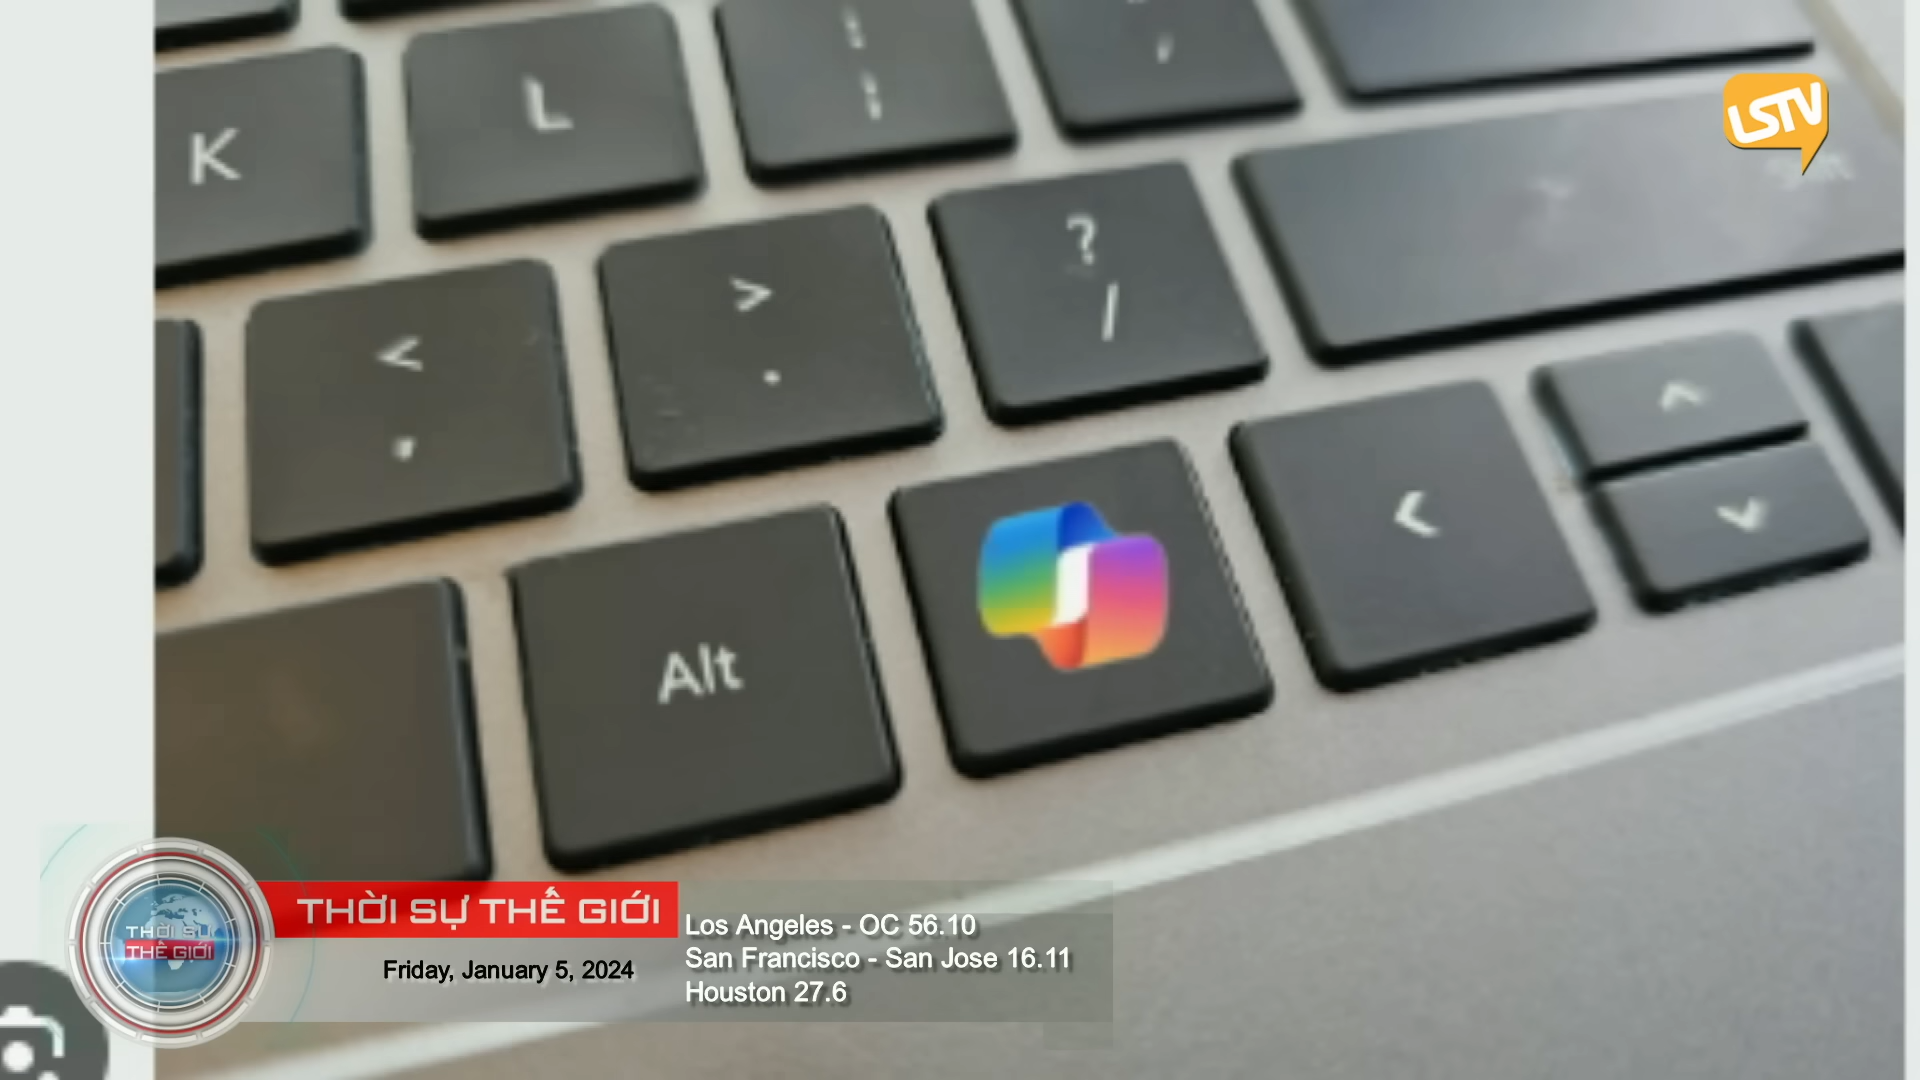 K
L
LSTV
<
,
>
.
?
/
Alt
THỜI SỰ THẾ GIỚI
THỜI SỰ
THẾ GIỚI
Friday, January 5, 2024
Los Angeles - OC 56.10
San Francisco - San Jose 16.11
Houston 27.6